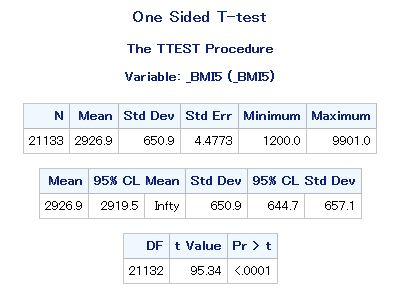 One Sided T-test
The TTEST Procedure
Variable: _BMI5 (_BMI5)
N Mean Std Dev Std Err Minimum Maximum
21133 2926.9 650.9 4.4773 1200.0 9901.0
Mean 95% CL Mean Std Dev 95% CL Std Dev
2926.9 2919.5 Infty 650.9 644.7 657.1
DF t Value Pr > t
21132 95.34 <.0001